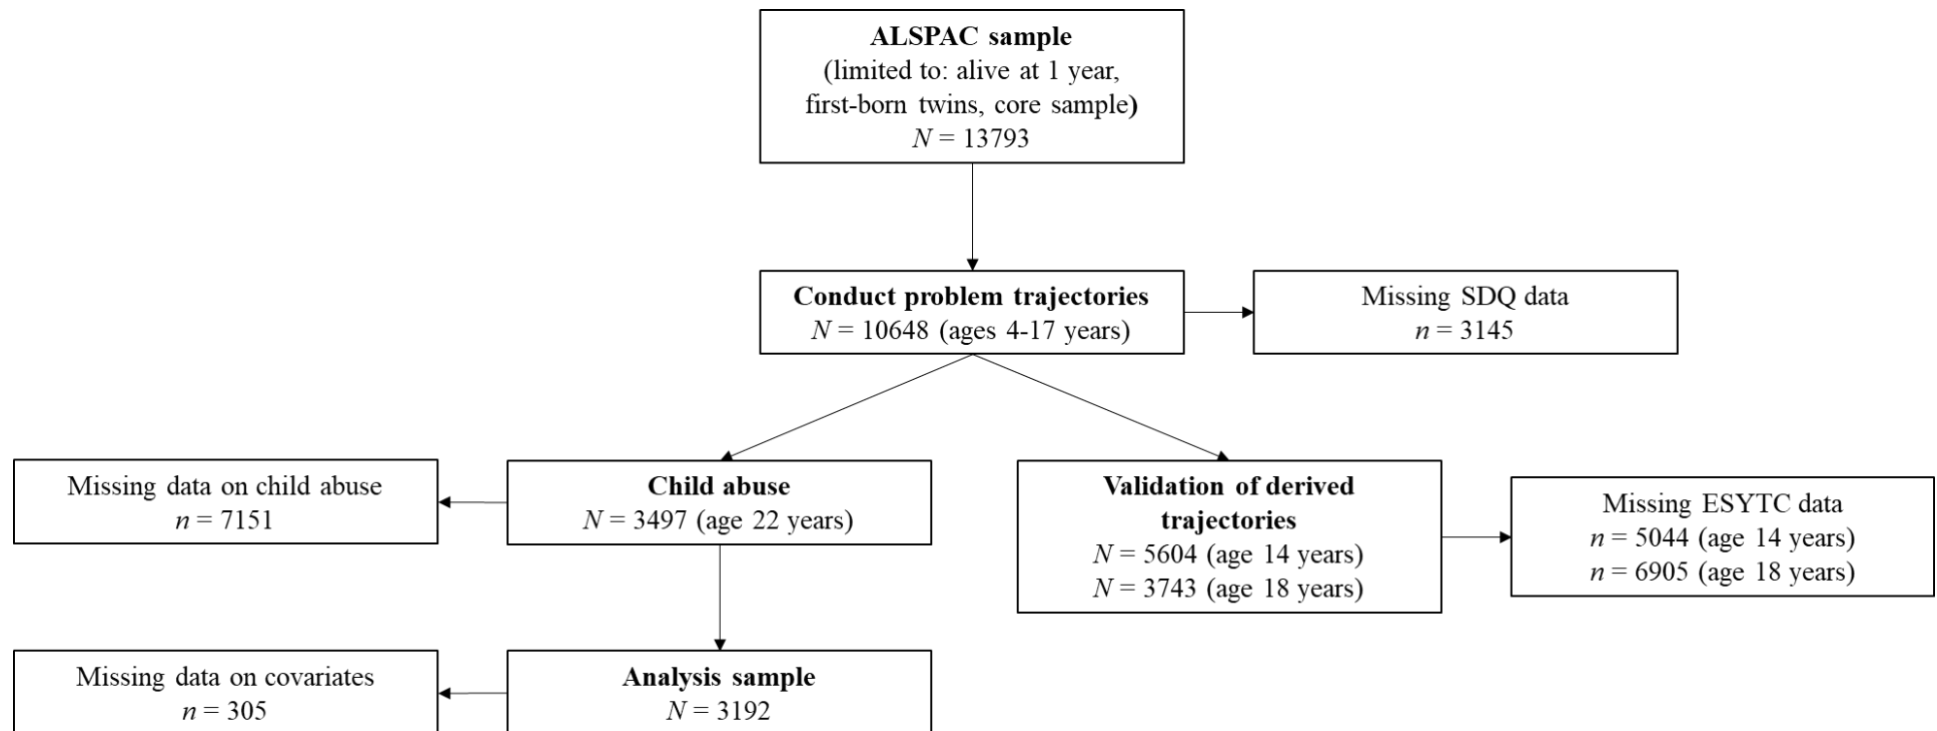 ALSPAC sample
(limited to: alive at 1 year,
first-born twins, core sample)
N = 13793
Conduct problem trajectories
N = 10648 (ages 4-17 years)
Missing SDQ data
n = 3145
Missing data on child abuse
n = 7151
Child abuse
N = 3497 (age 22 years)
Validation of derived
trajectories
N = 5604 (age 14 years)
N = 3743 (age 18 years)
Missing ESYTC data
n = 5044 (age 14 years)
n = 6905 (age 18 years)
Missing data on covariates
n = 305
Analysis sample
N = 3192